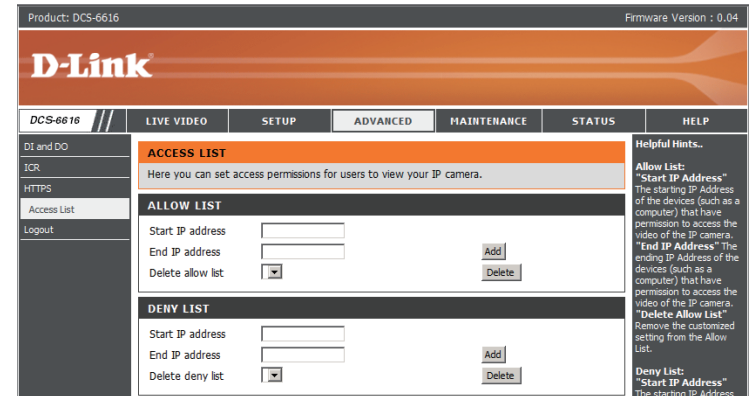 Product: DCS-6616
Firmware Version : 0.04
D-Link
DCS-6616
LIVE VIDEO
SETUP
ADVANCED
MAINTENANCE
STATUS
HELP
DI and DO
ICR
HTTPS
Access List
Logout
ACCESS LIST
Here you can set access permissions for users to view your IP camera.
ALLOW LIST
Start IP address
End IP address
Add
Delete allow list
Delete
DENY LIST
Start IP address
End IP address
Add
Delete deny list
Delete
Helpful Hints..
Allow List:
"Start IP Address"
The starting IP Address
of the devices (such as a
computer) that have
permission to access the
video of the IP camera.
"End IP Address" The
ending IP Address of the
devices (such as a
computer) that have
permission to access the
video of the IP camera.
"Delete Allow List"
Remove the customized
setting from the Allow
List.
Deny List:
"Start IP Address"
The starting IP Address